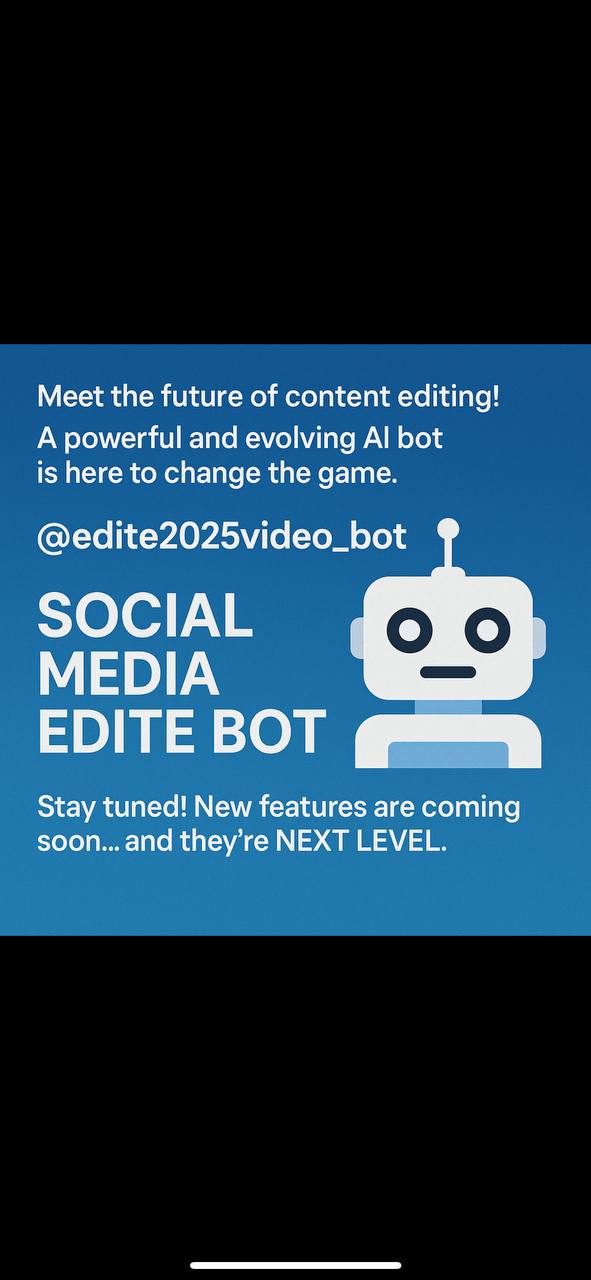 Meet the future of content editing!
A powerful and evolving AI bot
is here to change the game.
@edite2025video_bot
SOCIAL
MEDIA
EDITE BOT
Stay tuned! New features are coming
soon... and they're NEXT LEVEL.